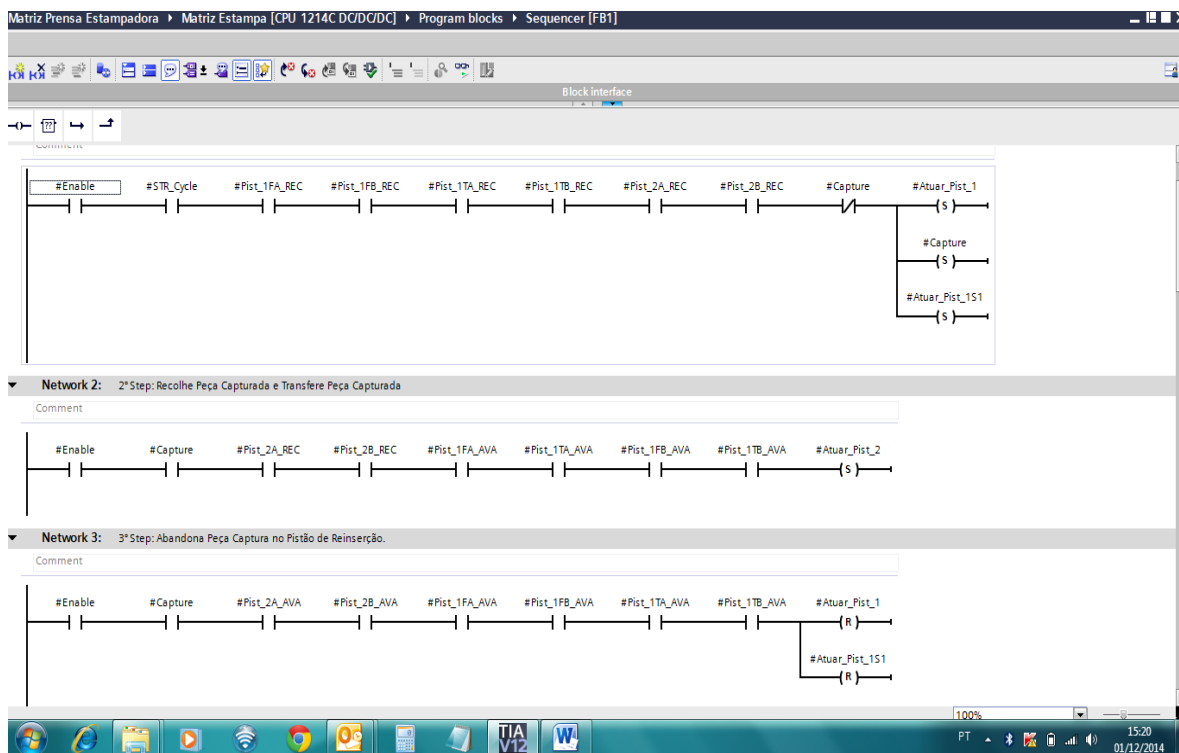 Matriz Prensa Estampadora ▸ Matriz Estampa [CPU 1214C DC/DC/DC] ▸ Program blocks ▸ Sequencer [FB1]
Block interface
Comment
#Enable #STR_Cycle #Pist_1FA_REC #Pist_1FB_REC #Pist_1TA_REC #Pist_1TB_REC #Pist_2A_REC #Pist_2B_REC #Capture #Atuar_Pist_1
S
#Capture
S
#Atuar_Pist_1S1
S
Network 2: 2ºStep: Recolhe Peça Capturada e Transfere Peça Capturada
Comment
#Enable #Capture #Pist_2A_REC #Pist_2B_REC #Pist_1FA_AVA #Pist_1TA_AVA #Pist_1FB_AVA #Pist_1TB_AVA #Atuar_Pist_2
S
Network 3: 3ºStep: Abandona Peça Captura no Pistão de Reinserção.
Comment
#Enable #Capture #Pist_2A_AVA #Pist_2B_AVA #Pist_1FA_AVA #Pist_1FB_AVA #Pist_1TA_AVA #Pist_1TB_AVA #Atuar_Pist_1
R
#Atuar_Pist_1S1
R
100%
TIA V12
PT 15:20
01/12/2014